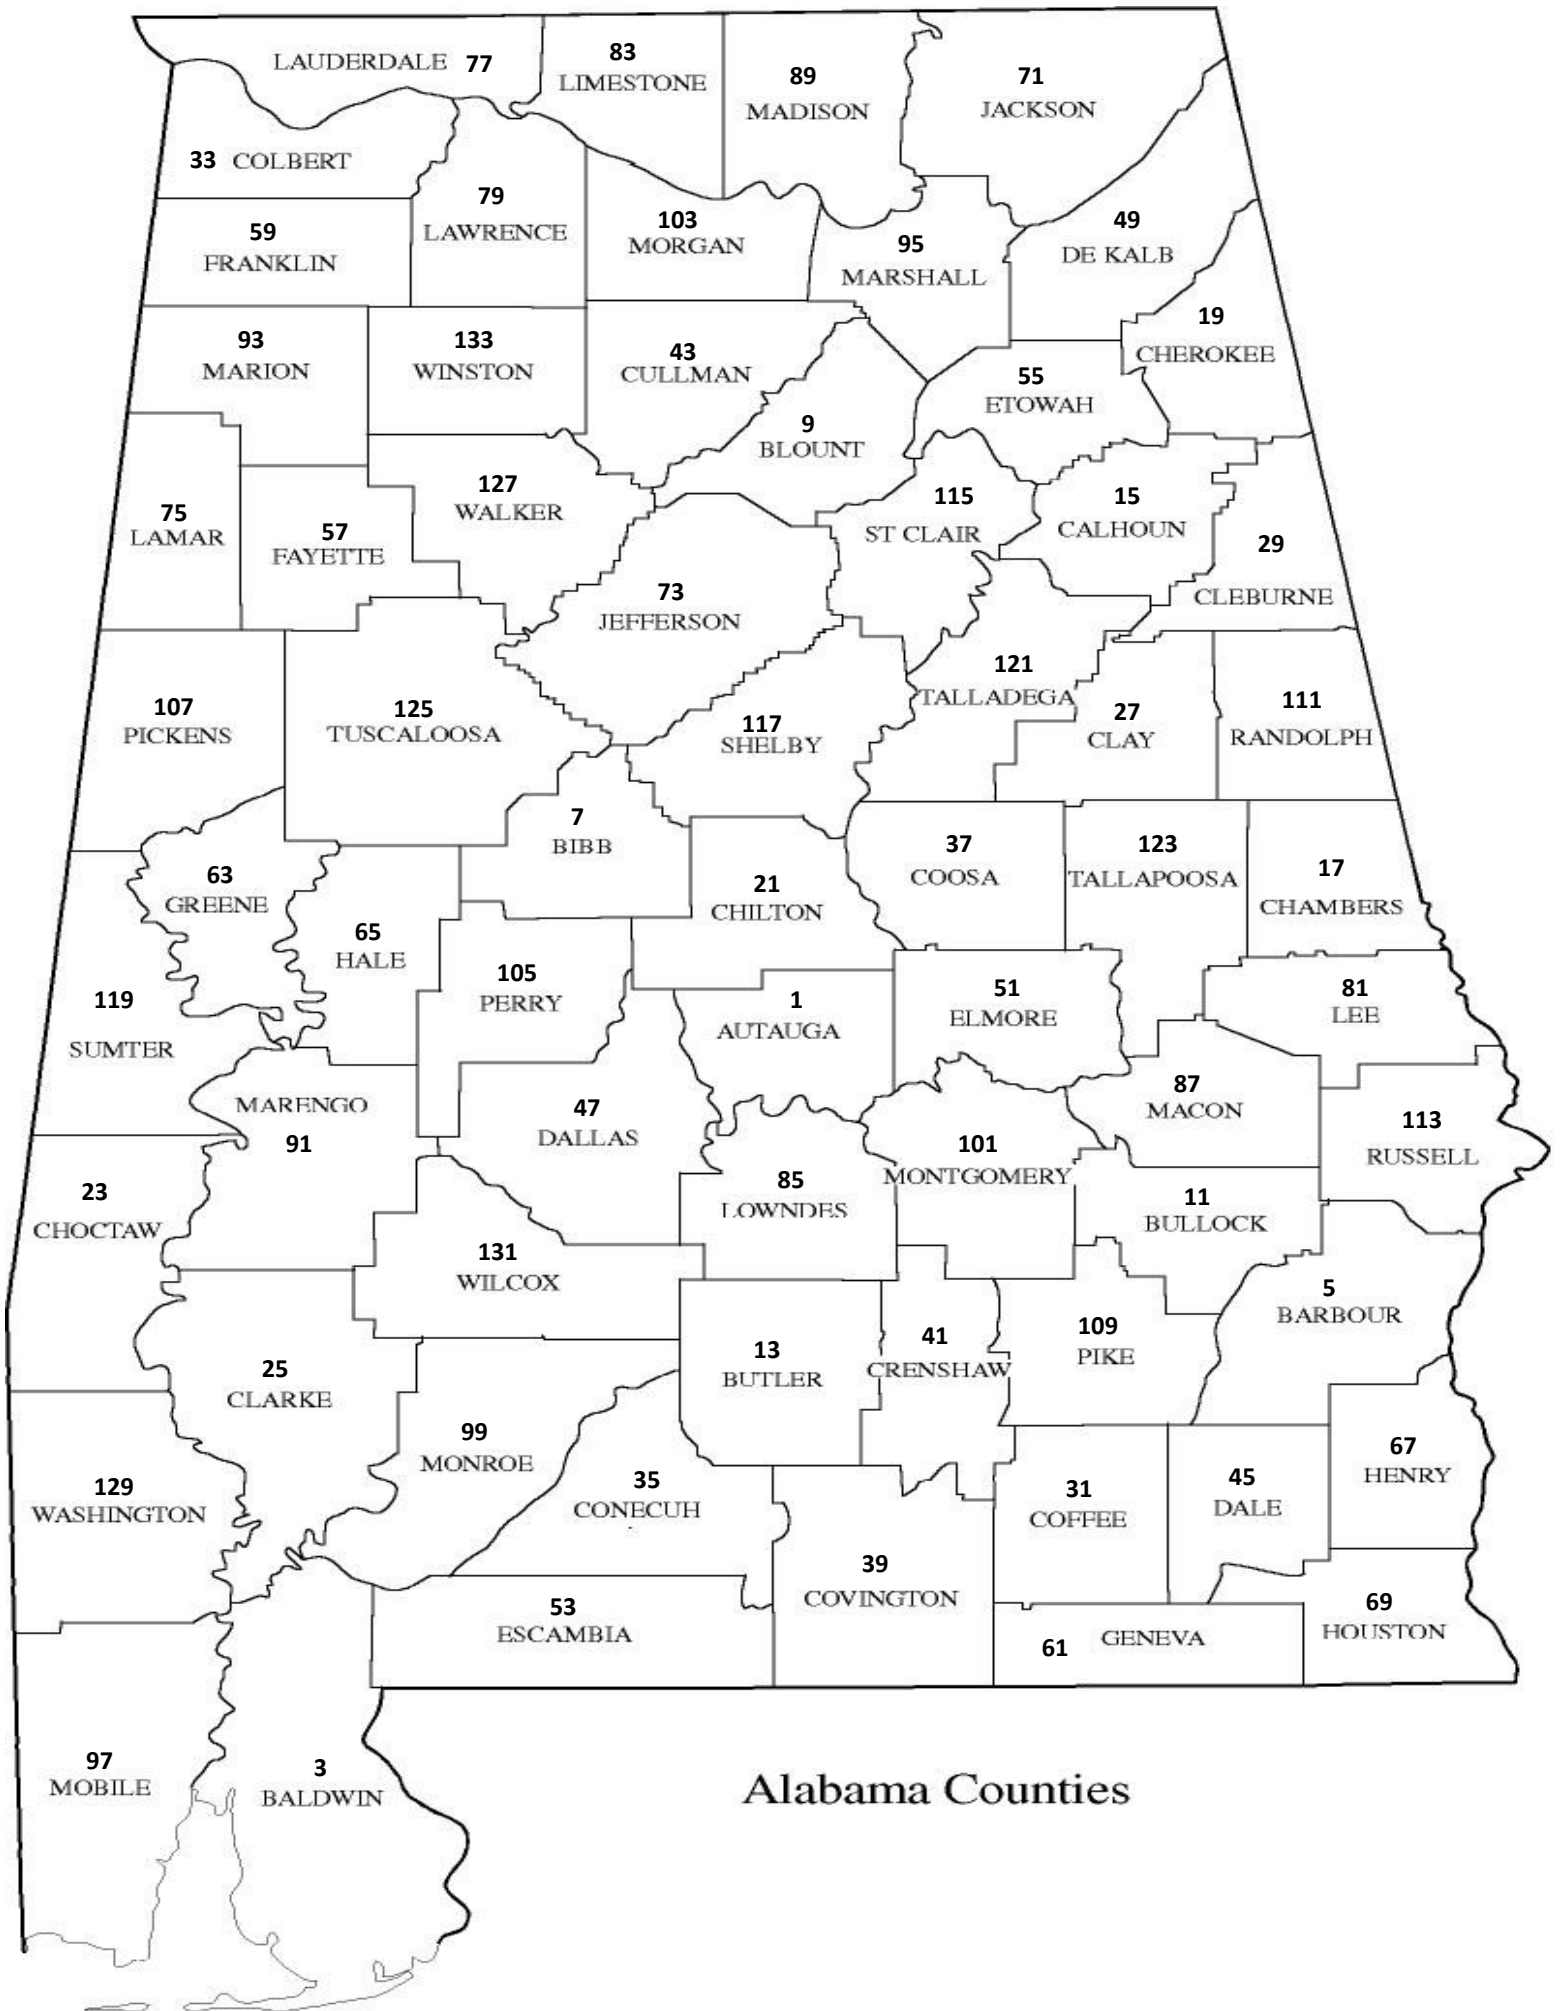 LAUDERDALE 77
83
LIMESTONE
89
MADISON
71
JACKSON
33 COLBERT
79
LAWRENCE
59
FRANKLIN
103
MORGAN
95
MARSHALL
49
DE KALB
19
CHEROKEE
93
MARION
133
WINSTON
43
CULLMAN
55
ETOWAH
9
BLOUNT
127
WALKER
115
ST CLAIR
15
CALHOUN
75
LAMAR
57
FAYETTE
29
CLEBURNE
73
JEFFERSON
121
TALLADEGA
107
PICKENS
125
TUSCALOOSA
117
SHELBY
27
CLAY
111
RANDOLPH
7
BIBB
37
COOSA
123
TALLAPOOSA
17
CHAMBERS
63
GREENE
21
CHILTON
65
HALE
105
PERRY
119
SUMTER
1
AUTAUGA
51
ELMORE
81
LEE
MARENGO
91
47
DALLAS
87
MACON
113
RUSSELL
101
MONTGOMERY
23
CHOCTAW
85
LOWNDES
11
BULLOCK
131
WILCOX
5
BARBOUR
25
CLARKE
13
BUTLER
41
CRENSHAW
109
PIKE
99
MONROE
67
HENRY
129
WASHINGTON
35
CONECUH
31
COFFEE
45
DALE
39
COVINGTON
53
ESCAMBIA
61 GENEVA
69
HOUSTON
97
MOBILE
3
BALDWIN
Alabama Counties